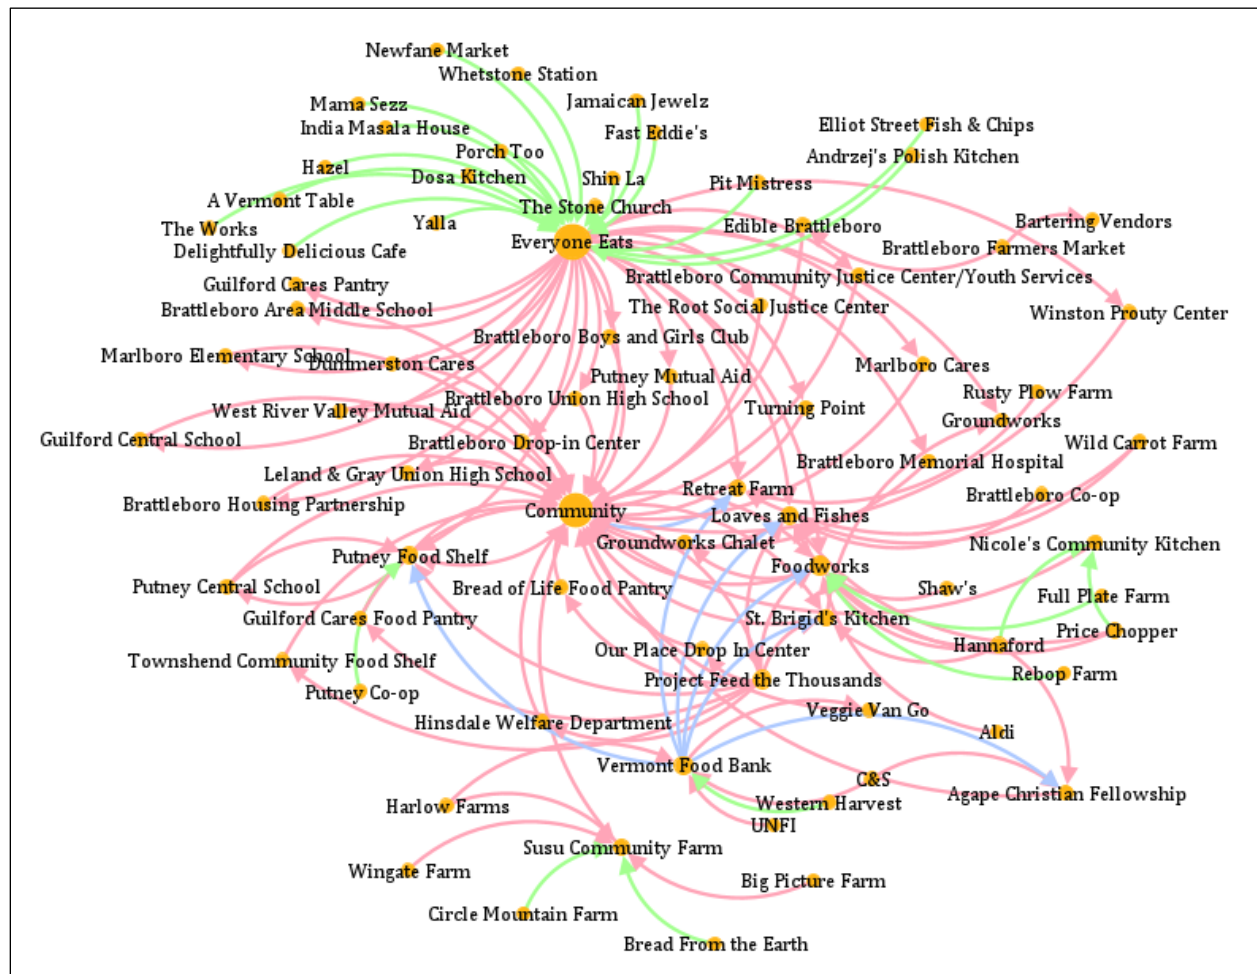 Newfane Market
Whetstone Station
Mama Sezz
Jamaican Jewelz
India Masala House
Fast Eddie's
Elliot Street Fish & Chips
Porch Too
Andrzej's Polish Kitchen
Hazel
Dosa Kitchen
Shin La
Pit Mistress
A Vermont Table
The Stone Church
The Works
Yalla
Edible Brattleboro
Bartering Vendors
Delightfully Delicious Cafe
Everyone Eats
Brattleboro Farmers Market
Guilford Cares Pantry
Brattleboro Community Justice Center/Youth Services
Brattleboro Area Middle School
The Root Social Justice Center
Winston Prouty Center
Brattleboro Boys and Girls Club
Marlboro Elementary School
Dummerston Cares
Marlboro Cares
Putney Mutual Aid
Rusty Plow Farm
West River Valley Mutual Aid
Brattleboro Union High School
Turning Point
Groundworks
Guilford Central School
Brattleboro Drop-in Center
Wild Carrot Farm
Leland & Gray Union High School
Brattleboro Memorial Hospital
Brattleboro Housing Partnership
Retreat Farm
Brattleboro Co-op
Community
Loaves and Fishes
Groundworks Chalet
Nicole's Community Kitchen
Putney Food Shelf
Foodworks
Putney Central School
Bread of Life Food Pantry
Shaw's
Full Plate Farm
Guilford Cares Food Pantry
St. Brigid's Kitchen
Price Chopper
Our Place Drop In Center
Hannaford
Townshend Community Food Shelf
Project Feed the Thousands
Rebop Farm
Putney Co-op
Hinsdale Welfare Department
Veggie Van Go
Aldi
Vermont Food Bank
C&S
Harlow Farms
Western Harvest
Agape Christian Fellowship
UNFI
Susu Community Farm
Wingate Farm
Big Picture Farm
Circle Mountain Farm
Bread From the Earth